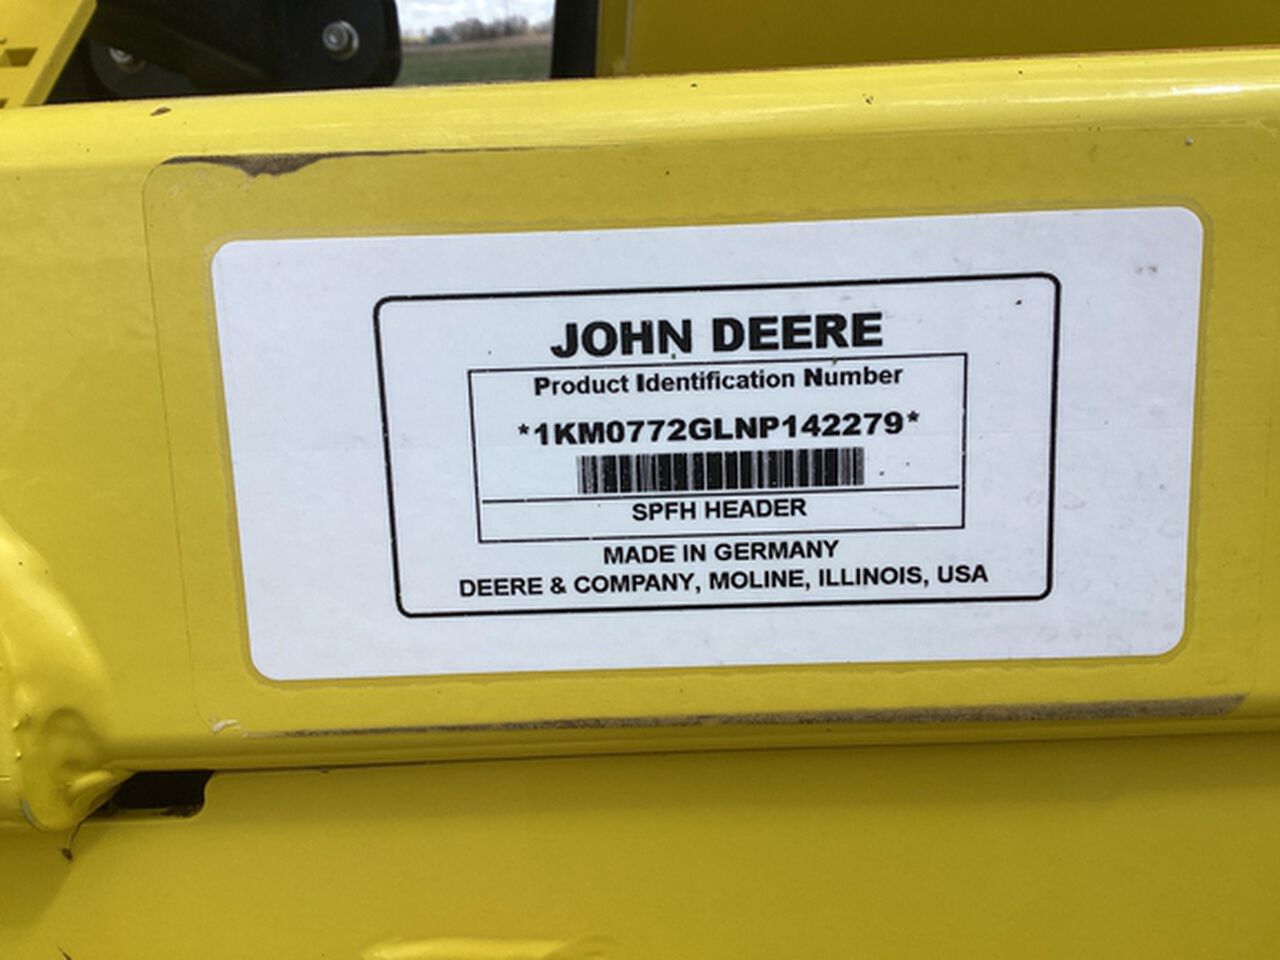 JOHN DEERE
Product Identification Number
*1KM0772GLNP142279*
SPFH HEADER
MADE IN GERMANY
DEERE & COMPANY, MOLINE, ILLINOIS, USA